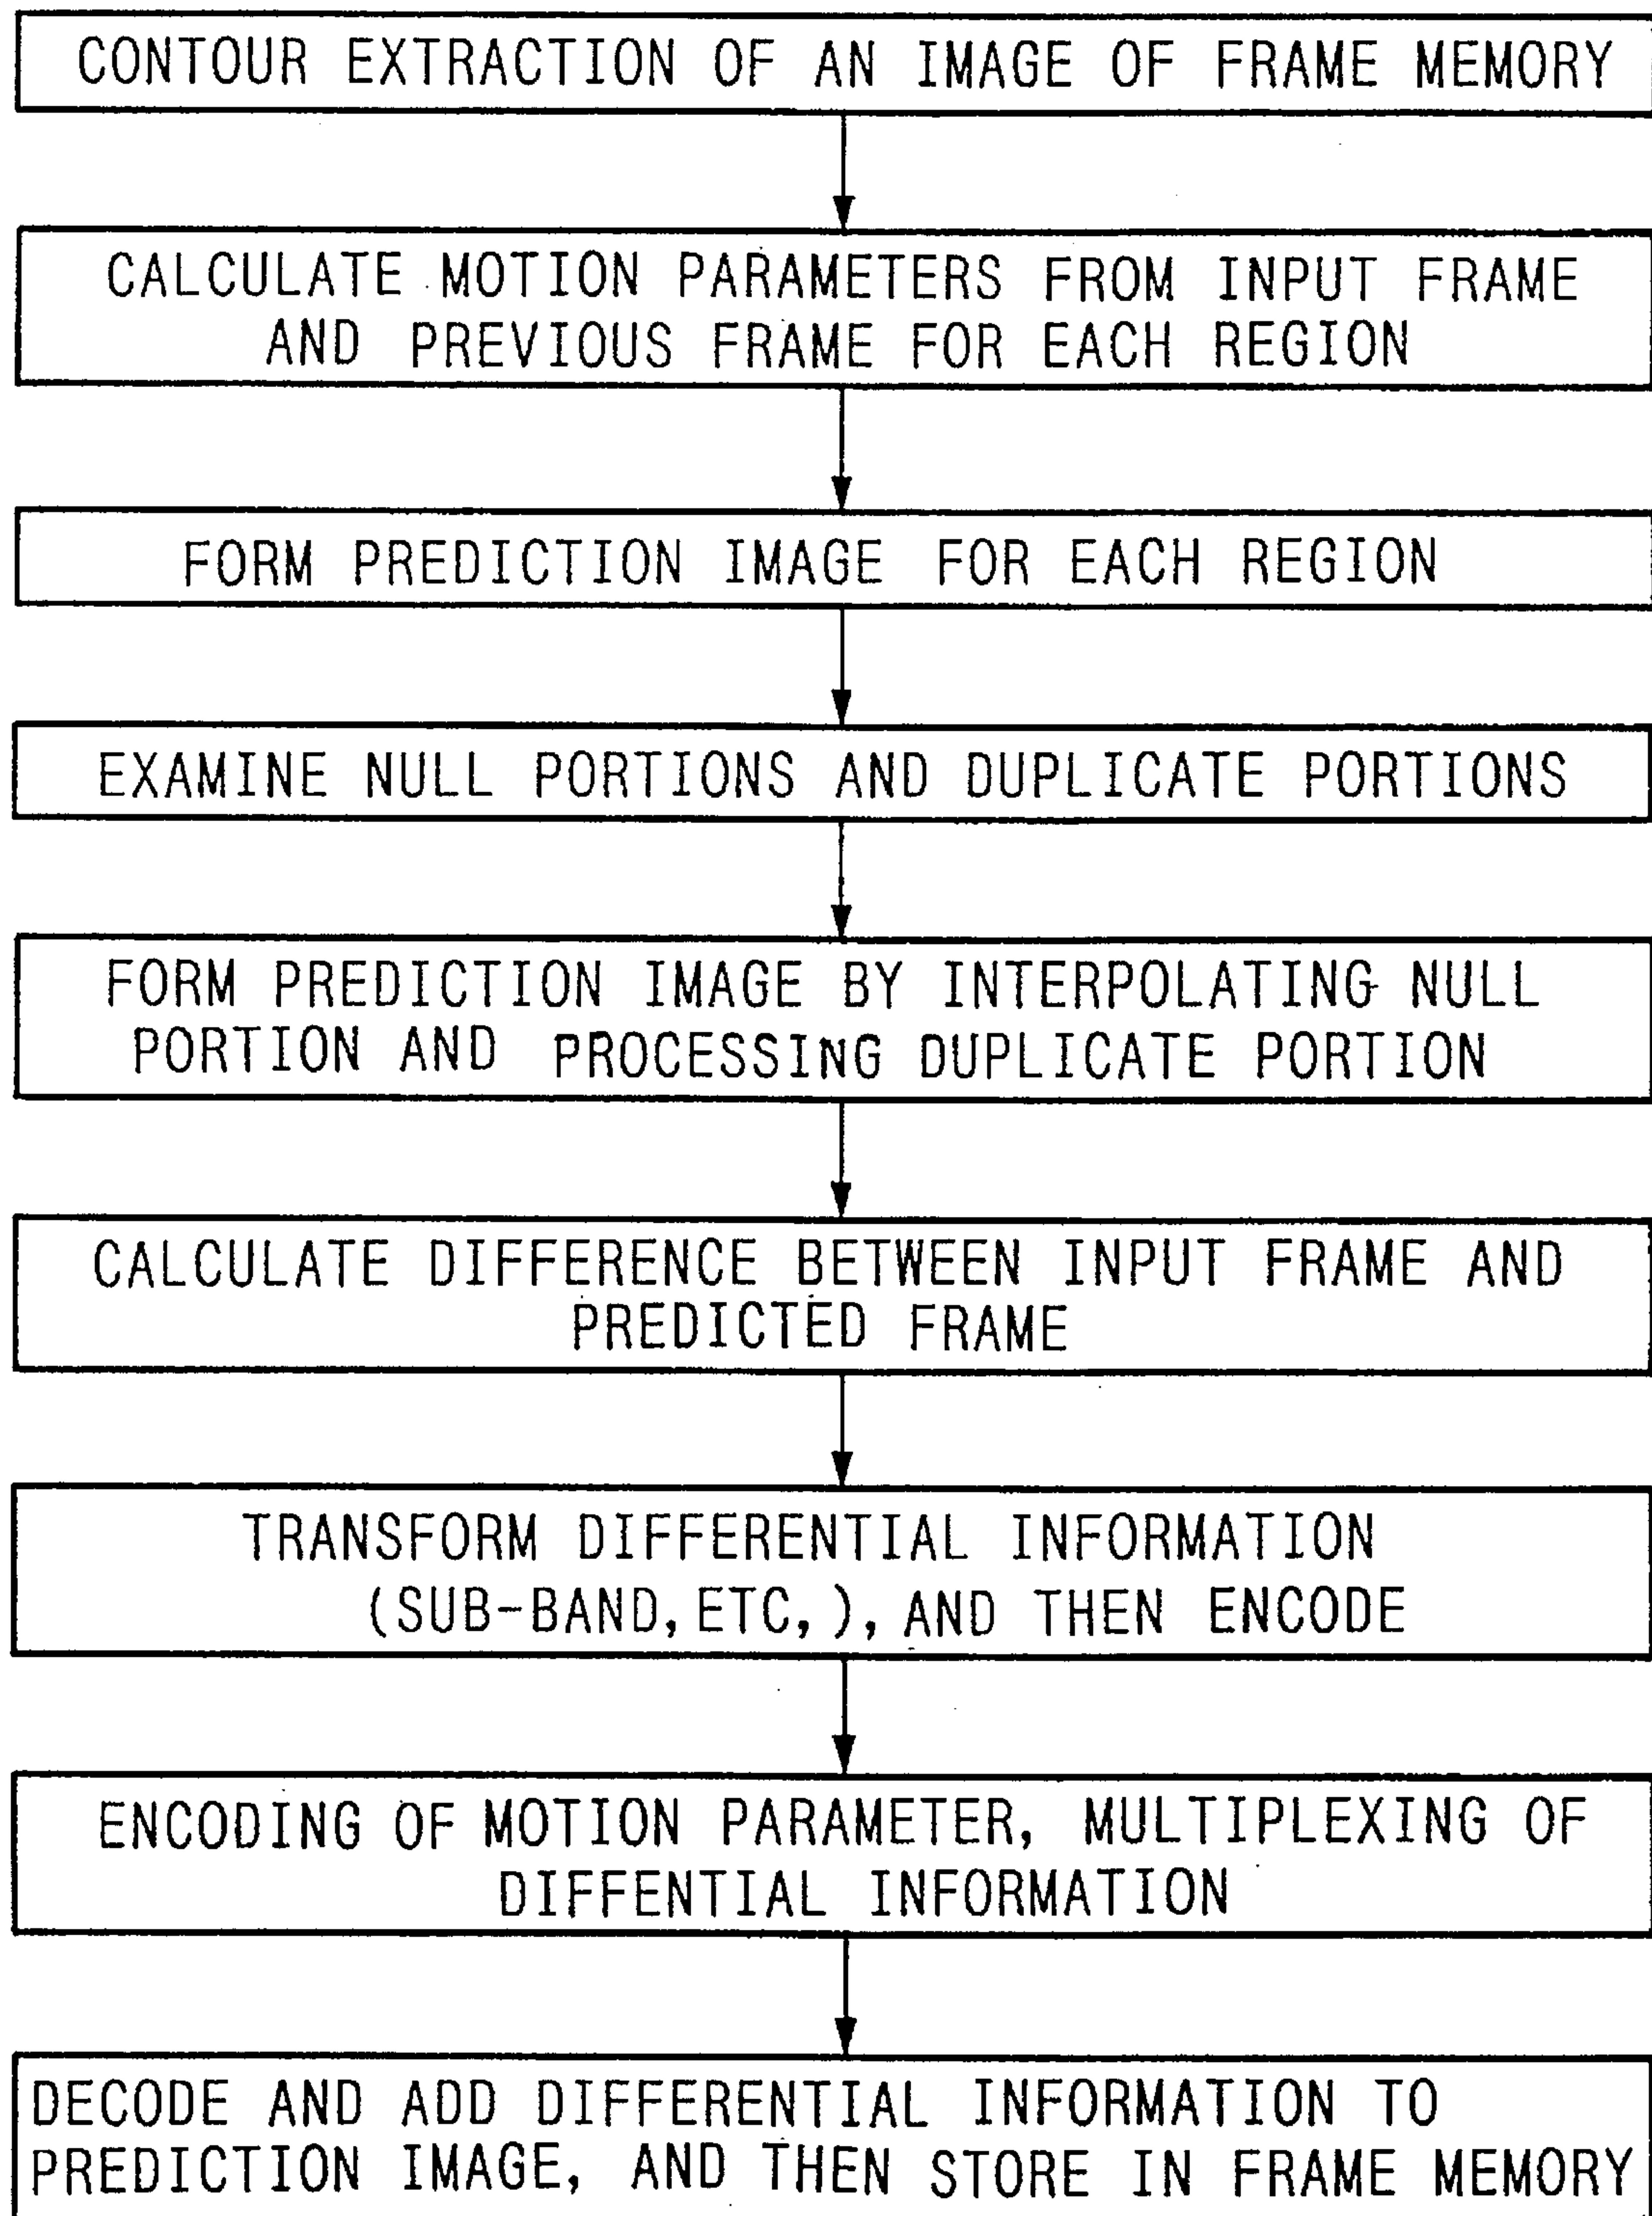 CONTOUR EXTRACTION OF AN IMAGE OF FRAME MEMORY
CALCULATE MOTION PARAMETERS FROM INPUT FRAME
AND PREVIOUS FRAME FOR EACH REGION
FORM PREDICTION IMAGE FOR EACH REGION
EXAMINE NULL PORTIONS AND DUPLICATE PORTIONS
FORM PREDICTION IMAGE BY INTERPOLATING NULL
PORTION AND PROCESSING DUPLICATE PORTION
CALCULATE DIFFERENCE BETWEEN INPUT FRAME AND
PREDICTED FRAME
TRANSFORM DIFFERENTIAL INFORMATION
(SUB-BAND, ETC, ), AND THEN ENCODE
ENCODING OF MOTION PARAMETER, MULTIPLEXING OF
DIFFENTIAL INFORMATION
DECODE AND ADD DIFFERENTIAL INFORMATION TO
PREDICTION IMAGE, AND THEN STORE IN FRAME MEMORY